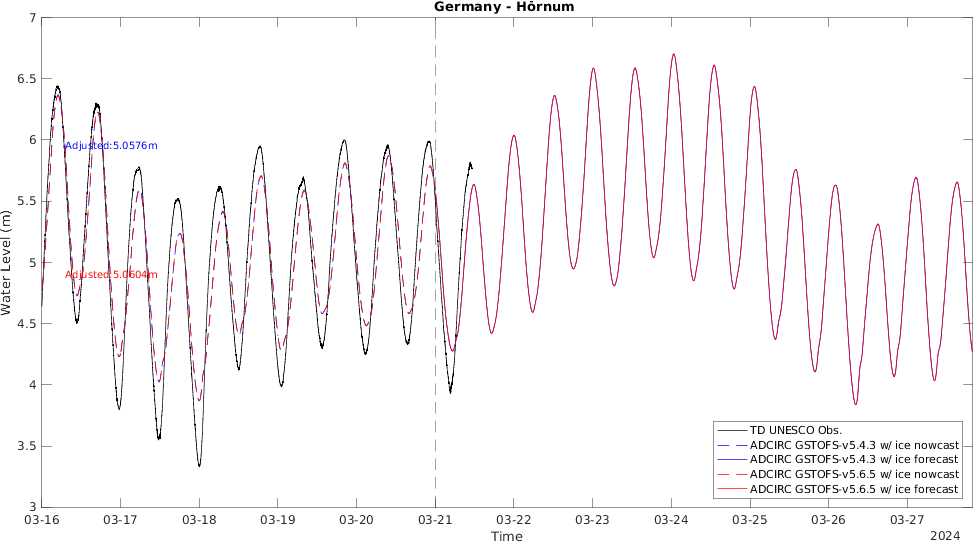 Germany - Hörnum
7
6.5
6
5.5
5
4.5
4
3.5
3
Water Level (m)
Adjusted:5.0576m
Adjusted:5.0604m
TD UNESCO Obs.
ADCIRC GSTOFS-v5.4.3 w/ ice nowcast
ADCIRC GSTOFS-v5.4.3 w/ ice forecast
ADCIRC GSTOFS-v5.6.5 w/ ice nowcast
ADCIRC GSTOFS-v5.6.5 w/ ice forecast
03-16 03-17 03-18 03-19 03-20 03-21 03-22 03-23 03-24 03-25 03-26 03-27
Time
2024